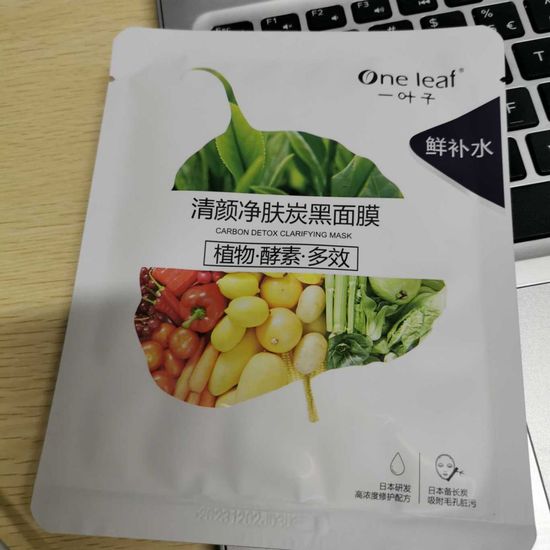 One leaf®
一叶子
鲜补水
清颜净肤炭黑面膜
CARBON DETOX CLARIFYING MASK
植物·酵素·多效
日本研发
高浓度修护配方
日本备长炭
吸附毛孔脏污